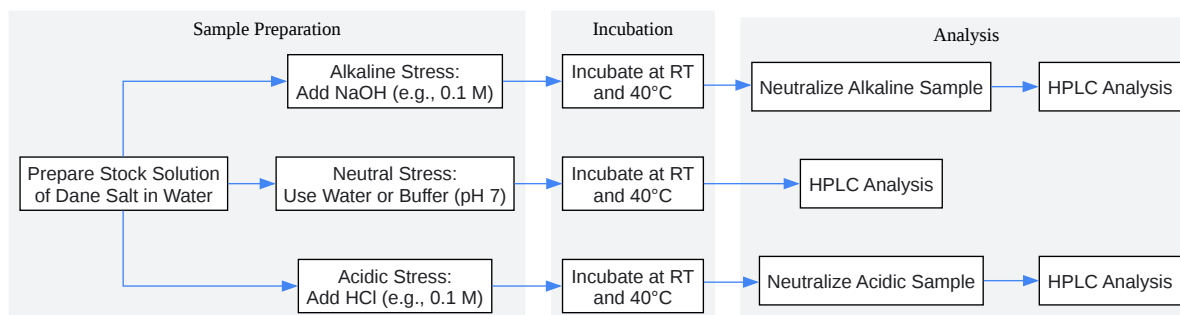 Sample Preparation
Incubation
Analysis
Alkaline Stress:
Add NaOH (e.g., 0.1 M)
Incubate at RT
and 40°C
Neutralize Alkaline Sample
HPLC Analysis
Prepare Stock Solution
of Dane Salt in Water
Neutral Stress:
Use Water or Buffer (pH 7)
Incubate at RT
and 40°C
HPLC Analysis
Acidic Stress:
Add HCl (e.g., 0.1 M)
Incubate at RT
and 40°C
Neutralize Acidic Sample
HPLC Analysis